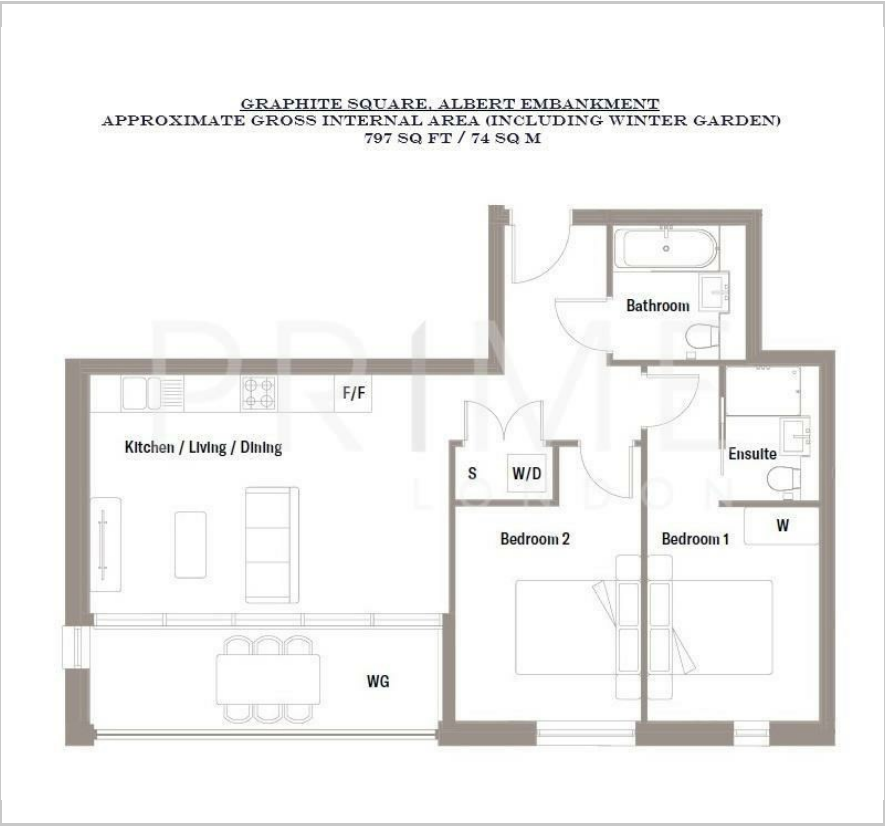 GRAPHITE SQUARE, ALBERT EMBANKMENT
APPROXIMATE GROSS INTERNAL AREA (INCLUDING WINTER GARDEN)
797 SQ FT / 74 SQ M
Bathroom
PRIME
LONDON
F/F
Kitchen / Living / Dining
S
W/D
Ensuite
Bedroom 2
Bedroom 1
W
WG